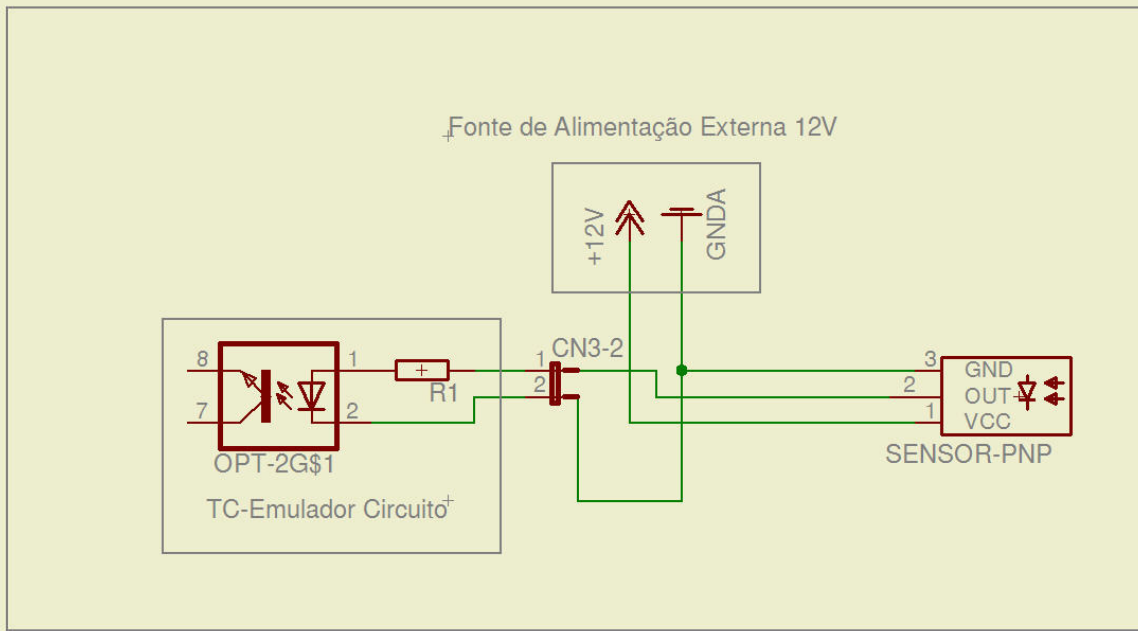 Fonte de Alimentação Externa 12V
+12V
GNDA
CN3-2
1
2
8
7
1
2
R1
OPT-2G$1
TC-Emulador Circuito
3
2
1
GND
OUT
VCC
SENSOR-PNP